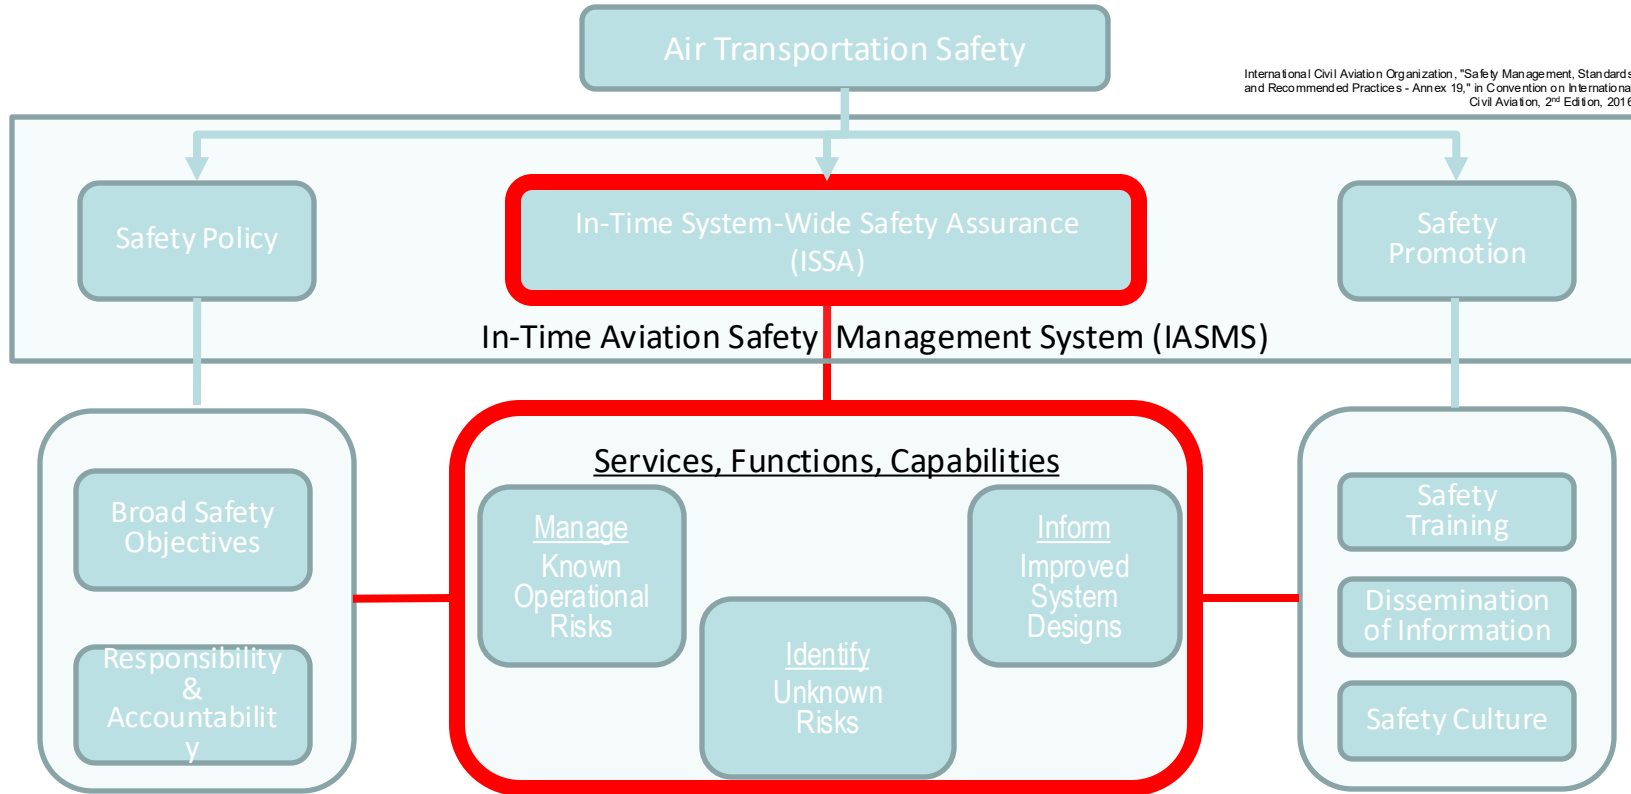 Air Transportation Safety
International Civil Aviation Organization, "Safety Management, Standards
and Recommended Practices - Annex 19," in Convention on International
Civil Aviation, 2nd Edition, 2016
Safety Policy
In-Time System-Wide Safety Assurance
(ISSA)
Safety
Promotion
In-Time Aviation Safety Management System (IASMS)
Broad Safety
Objectives
Responsibility
&
Accountabilit
y
Services, Functions, Capabilities
Manage
Known
Operational
Risks
Identify
Unknown
Risks
Inform
Improved
System
Designs
Safety
Training
Dissemination
of Information
Safety Culture